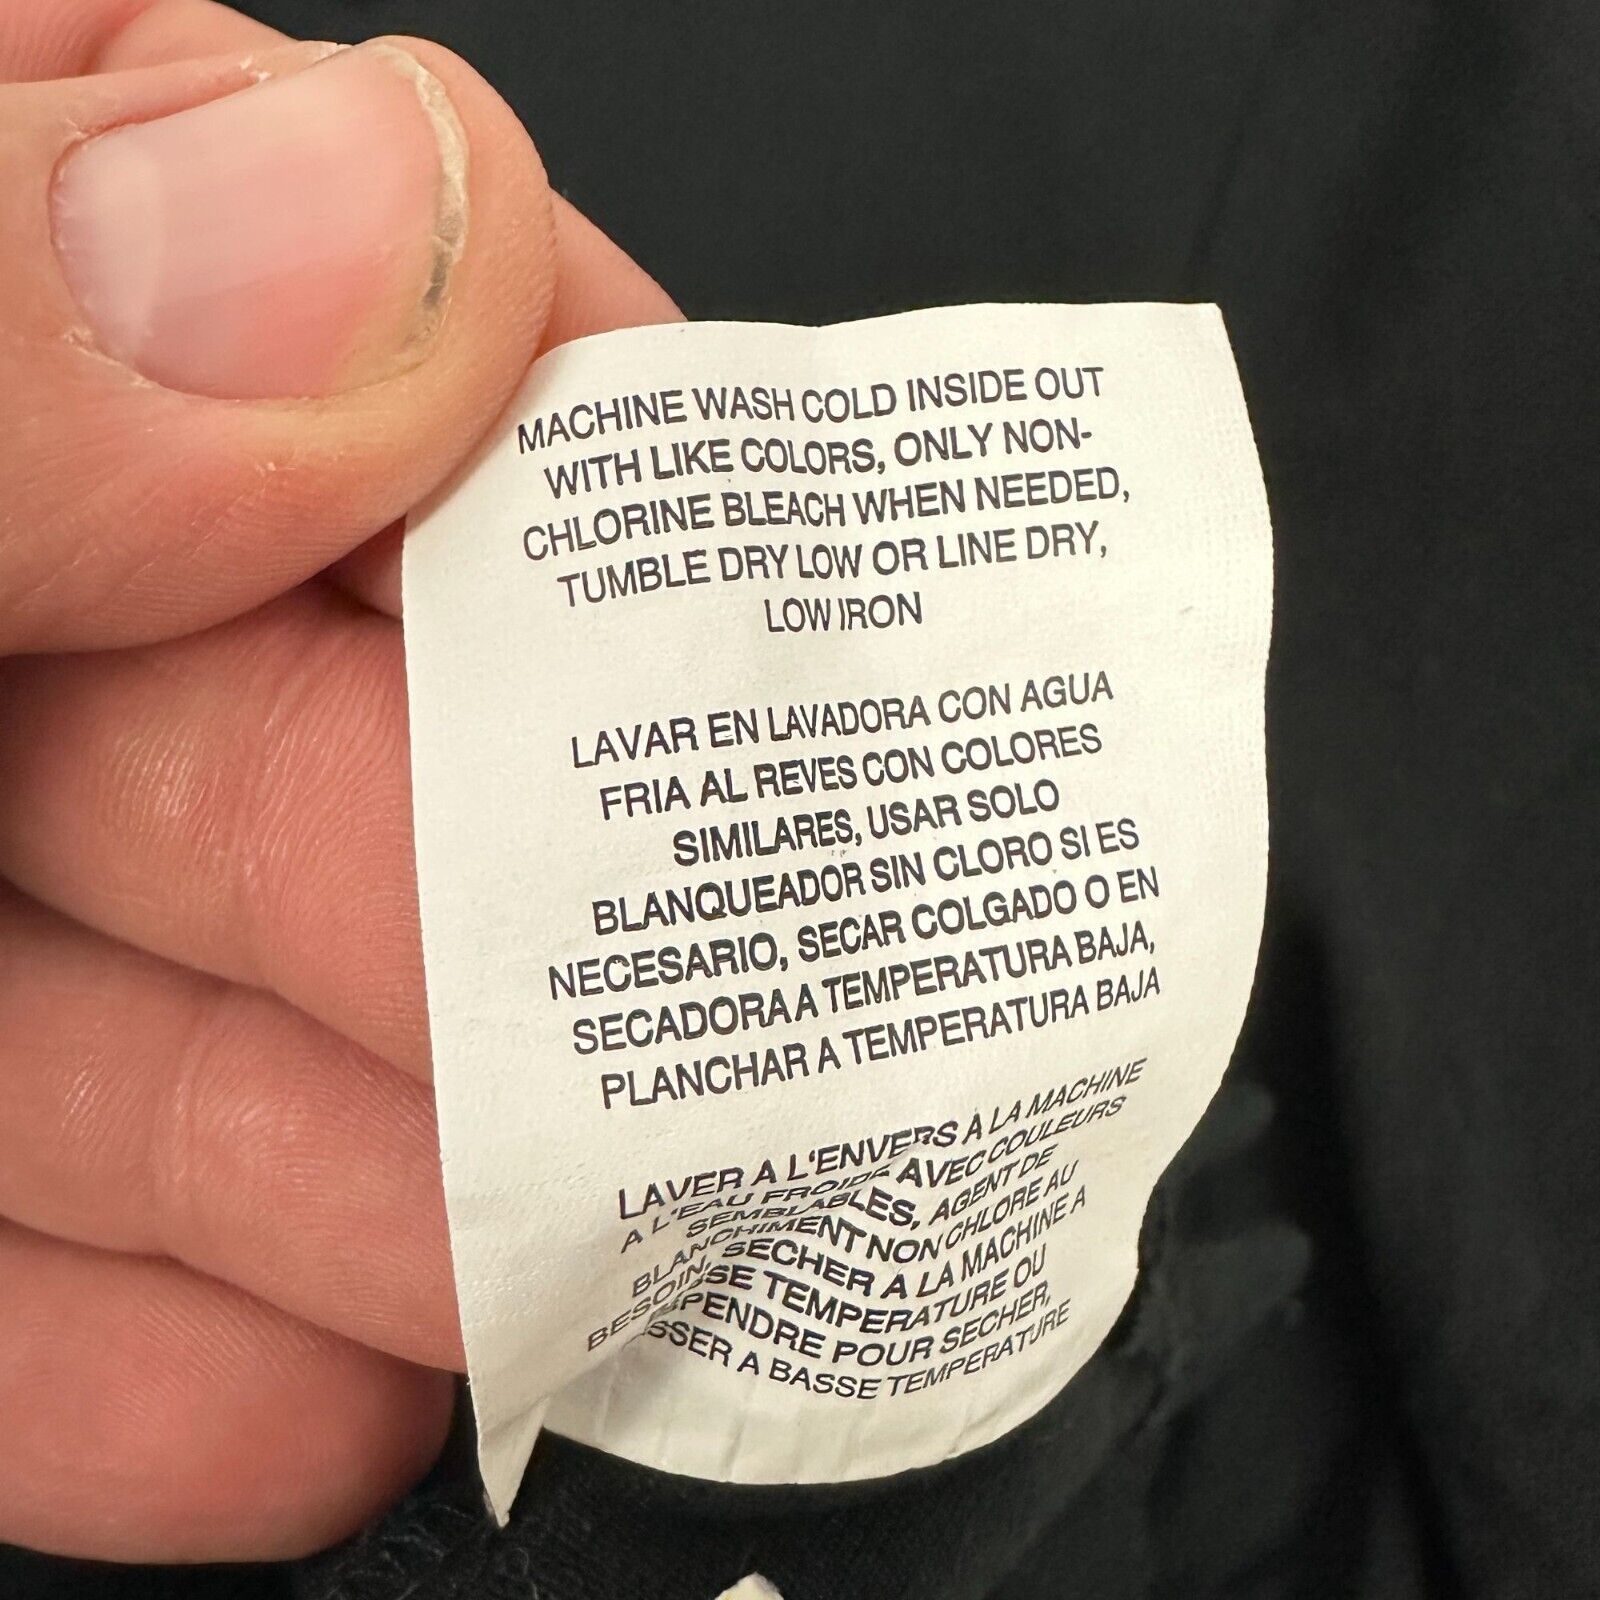 MACHINE WASH COLD INSIDE OUT
WITH LIKE COLORS, ONLY NON-
CHLORINE BLEACH WHEN NEEDED,
TUMBLE DRY LOW OR LINE DRY,
LOW IRON
LAVAR EN LAVADORA CON AGUA
FRIA AL REVES CON COLORES
SIMILARES, USAR SOLO
BLANQUEADOR SIN CLORO SI ES
NECESARIO, SECAR COLGADO O EN
SECADORA A TEMPERATURA BAJA,
PLANCHAR A TEMPERATURA BAJA
LAVER A L'ENVERS A LA MACHINE
A L'EAU FROIDE AVEC COULEURS
SEMBLABLES, AGENT DE
BLANCHIMENT NON CHLORE AU
BESOIN, SECHER A LA MACHINE A
TEMPERATURE OU
POUR SECHER,
A BASSE TEMPERATURE